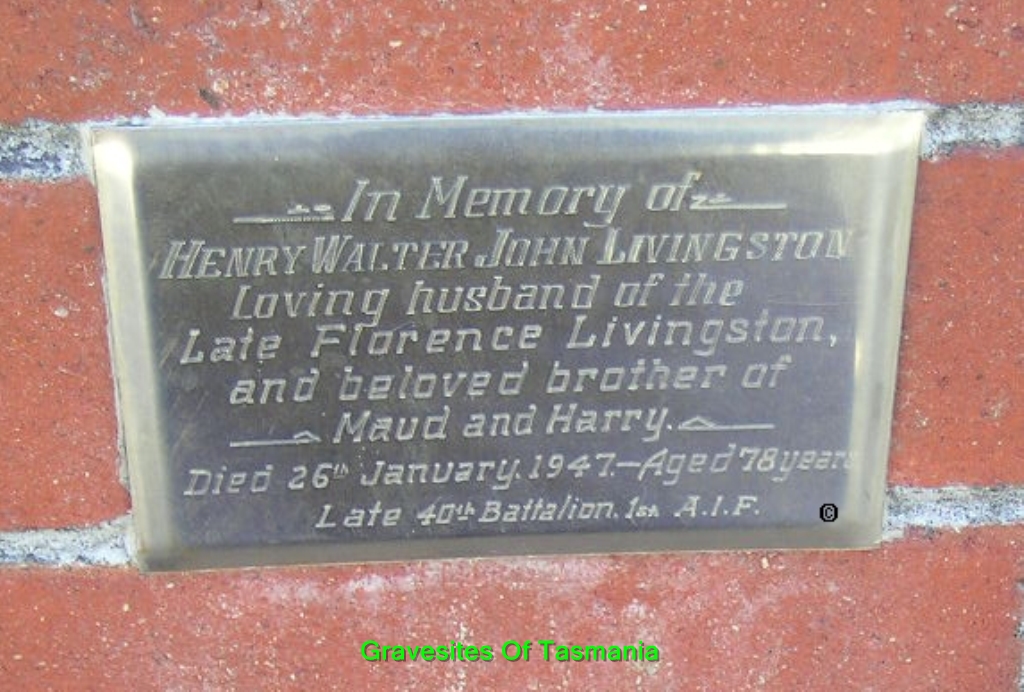 In Memory of
HENRY WALTER JOHN LIVINGSTON
Loving husband of the
Late Florence Livingston,
and beloved brother of
Maud and Harry.
Died 26th January. 1947.-Aged 78 years
Late 40th Battalion. 1st A.I.F.
©
Gravesites Of Tasmania